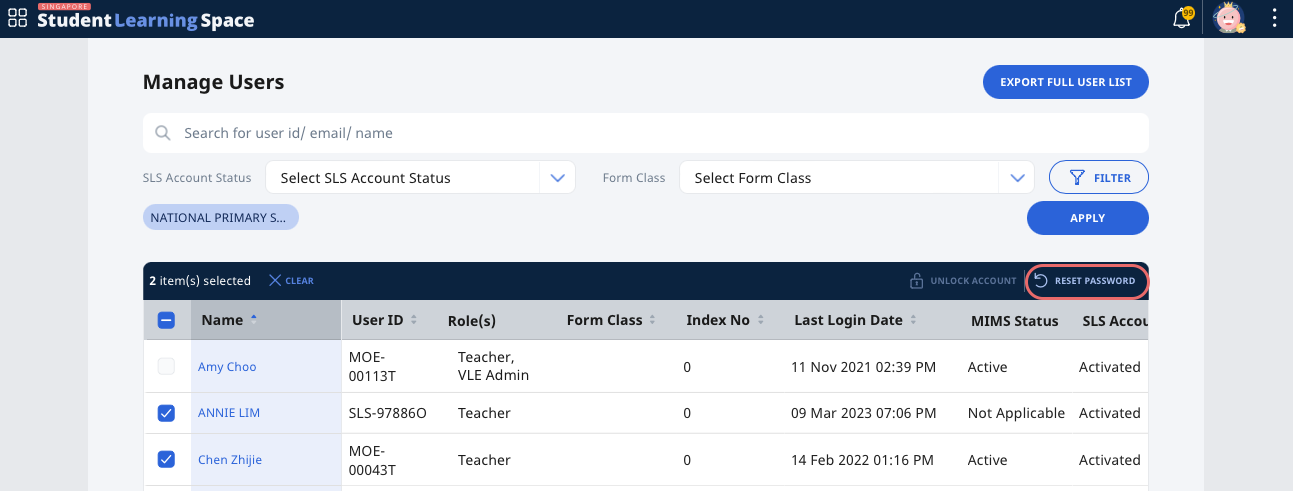 SINGAPORE
Student Learning Space
99
Manage Users
EXPORT FULL USER LIST
Search for user id/ email/ name
SLS Account Status
Select SLS Account Status
Form Class
Select Form Class
FILTER
NATIONAL PRIMARY S...
APPLY
2 item(s) selected
CLEAR
UNLOCK ACCOUNT
RESET PASSWORD
Name User ID Role(s) Form Class Index No Last Login Date MIMS Status SLS Accou
Amy Choo MOE-00113T Teacher, VLE Admin 0 11 Nov 2021 02:39 PM Active Activated
ANNIE LIM SLS-97886O Teacher 0 09 Mar 2023 07:06 PM Not Applicable Activated
Chen Zhijie MOE-00043T Teacher 0 14 Feb 2022 01:16 PM Active Activated